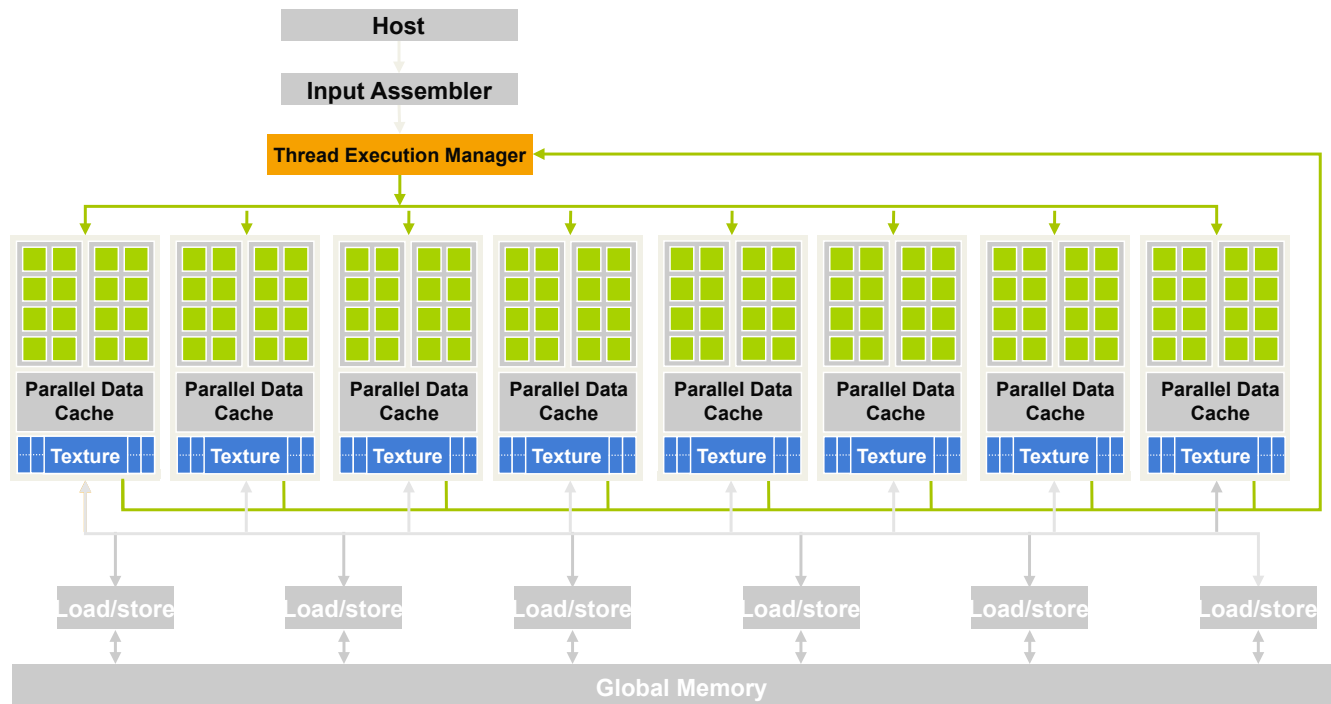 Host
Input Assembler
Thread Execution Manager
Parallel Data
Cache
Parallel Data
Cache
Parallel Data
Cache
Parallel Data
Cache
Parallel Data
Cache
Parallel Data
Cache
Parallel Data
Cache
Parallel Data
Cache
Texture
Texture
Texture
Texture
Texture
Texture
Texture
Texture
Load/store
Load/store
Load/store
Load/store
Load/store
Load/store
Global Memory